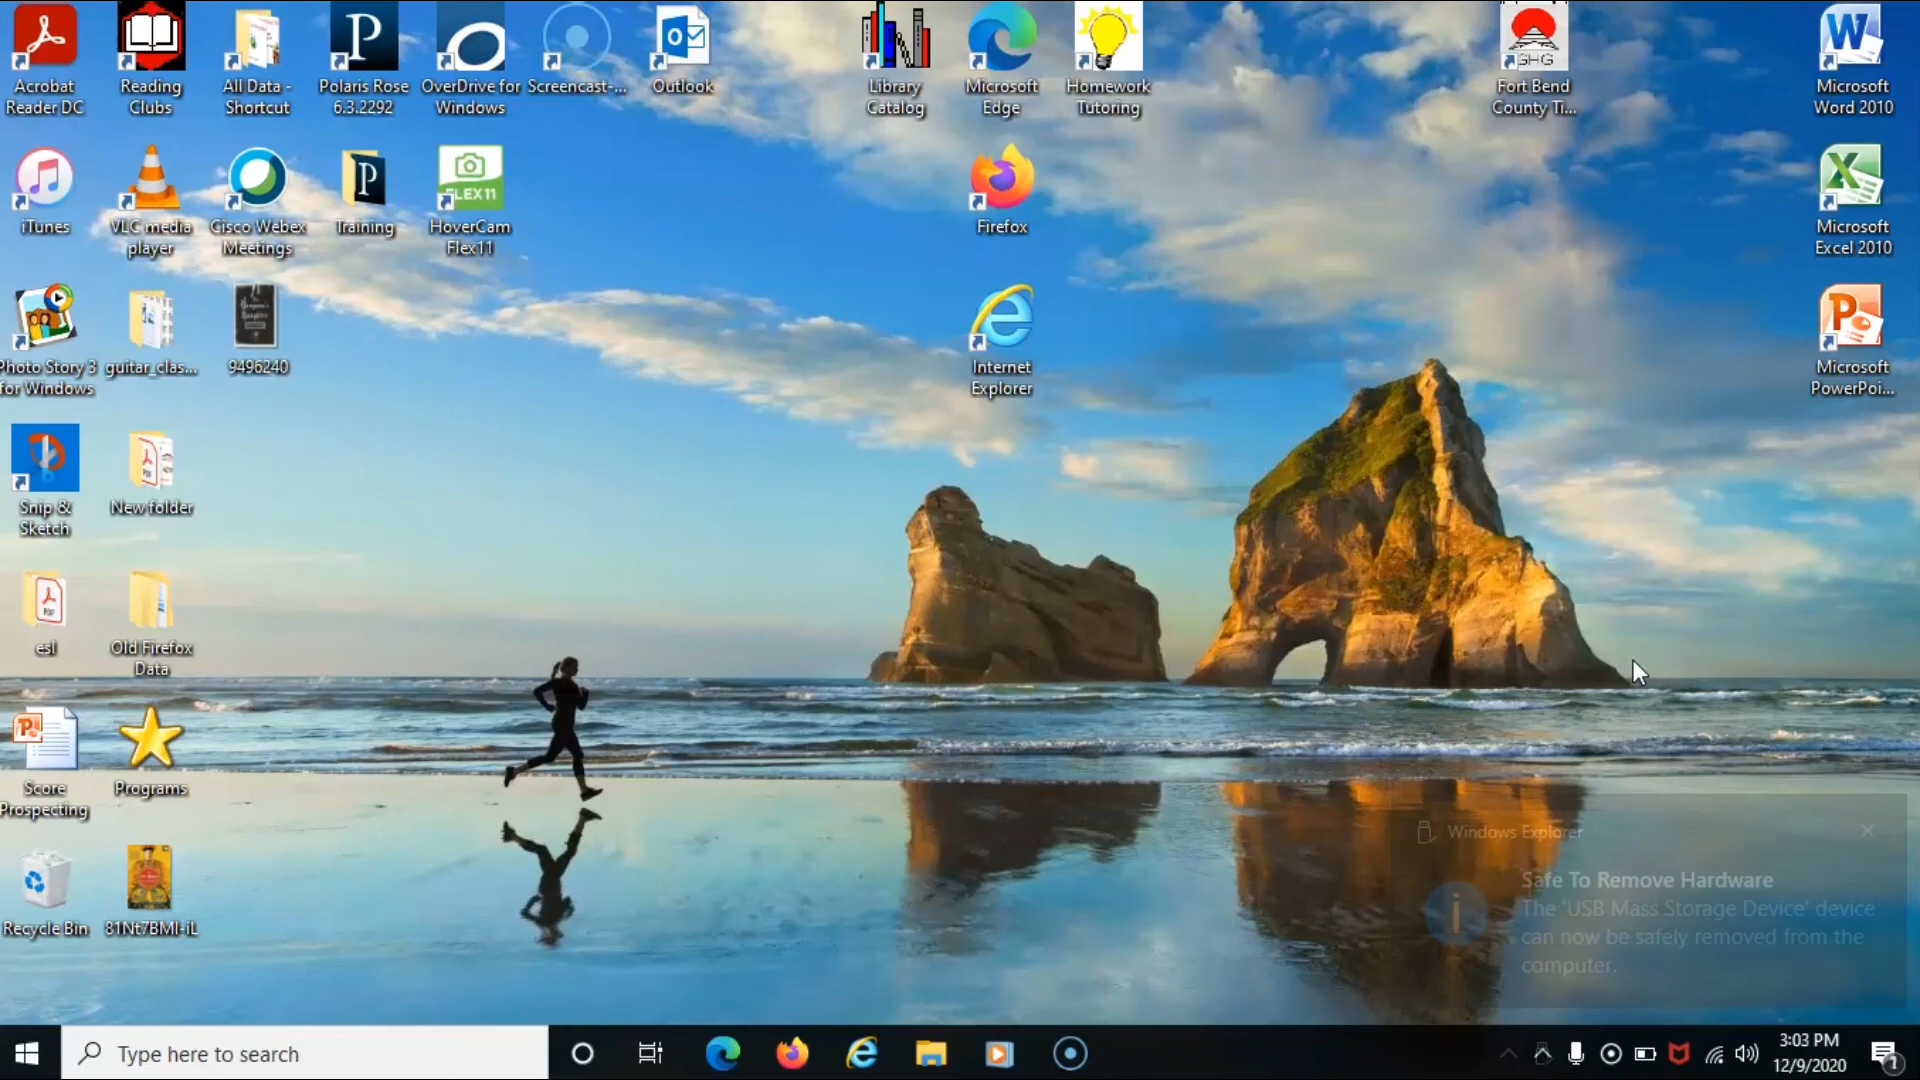 Acrobat
Reader DC
Reading
Clubs
All Data -
Shortcut
Polaris Rose
6.3.2292
OverDrive for
Windows
Screencast-...
Outlook
Library
Catalog
Microsoft
Edge
Homework
Tutoring
GHG
Fort Bend
County Ti...
Microsoft
Word 2010
iTunes
VLC media
player
Cisco Webex
Meetings
Training
FLEX11
HoverCam
Flex11
Firefox
Microsoft
Excel 2010
Photo Story 3
for Windows
guitar_clas...
9496240
Internet
Explorer
Microsoft
PowerPoi...
Snip &
Sketch
New folder
esl
Old Firefox
Data
Score
Prospecting
Programs
Recycle Bin
81Nt7BMI-iL
Windows Explorer
Safe To Remove Hardware
The 'USB Mass Storage Device' device
can now be safely removed from the
computer.
Type here to search
3:03 PM
12/9/2020
1